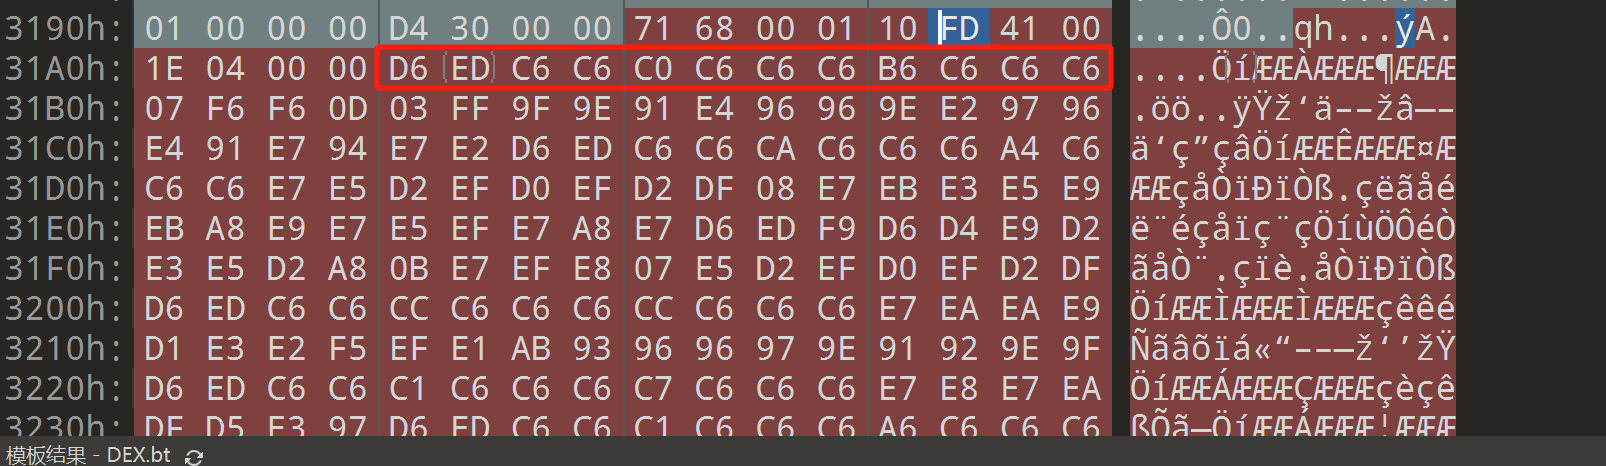 3190h: 01 00 00 00 D4 30 00 00 71 68 00 01 10 FD 41 00 ....Ô0..qh...ýA.
31A0h: 1E 04 00 00 D6 ED C6 C6 C0 C6 C6 C6 B6 C6 C6 C6 ....ÖíÆÆÀÆÆÆ¶ÆÆÆ
31B0h: 07 F6 F6 0D 03 FF 9F 9E 91 E4 96 96 9E E2 97 96 .öö..ÿŸž‘ä––žâ—–
31C0h: E4 91 E7 94 E7 E2 D6 ED C6 C6 CA C6 C6 C6 A4 C6 ä‘ç”çâÖíÆÆÊÆÆÆ¤Æ
31D0h: C6 C6 E7 E5 D2 EF D0 EF D2 DF 08 E7 EB E3 E5 E9 ÆÆçåÒïÐïÒß.çëãåé
31E0h: EB A8 E9 E7 E5 EF E7 A8 E7 D6 ED F9 D6 D4 E9 D2 ë¨éçåïç¨çÖíùÖÔéÒ
31F0h: E3 E5 D2 A8 0B E7 EF E8 07 E5 D2 EF D0 EF D2 DF ãåÒ¨.çïè.åÒïÐïÒß
3200h: D6 ED C6 C6 CC C6 C6 C6 CC C6 C6 C6 E7 EA EA E9 ÖíÆÆÌÆÆÆÌÆÆÆçêêé
3210h: D1 E3 E2 F5 EF E1 AB 93 96 96 97 9E 91 92 9E 9F Ñãâõïá«“––—ž‘’žŸ
3220h: D6 ED C6 C6 C1 C6 C6 C6 C7 C6 C6 C6 E7 E8 E7 EA ÖíÆÆÁÆÆÆÇÆÆÆçèçê
3230h: DF D5 E3 97 D6 ED C6 C6 C1 C6 C6 C6 A6 C6 C6 C6 ßÕã—ÖíÆÆÁÆÆÆ¦ÆÆÆ
模板结果 - DEX.bt